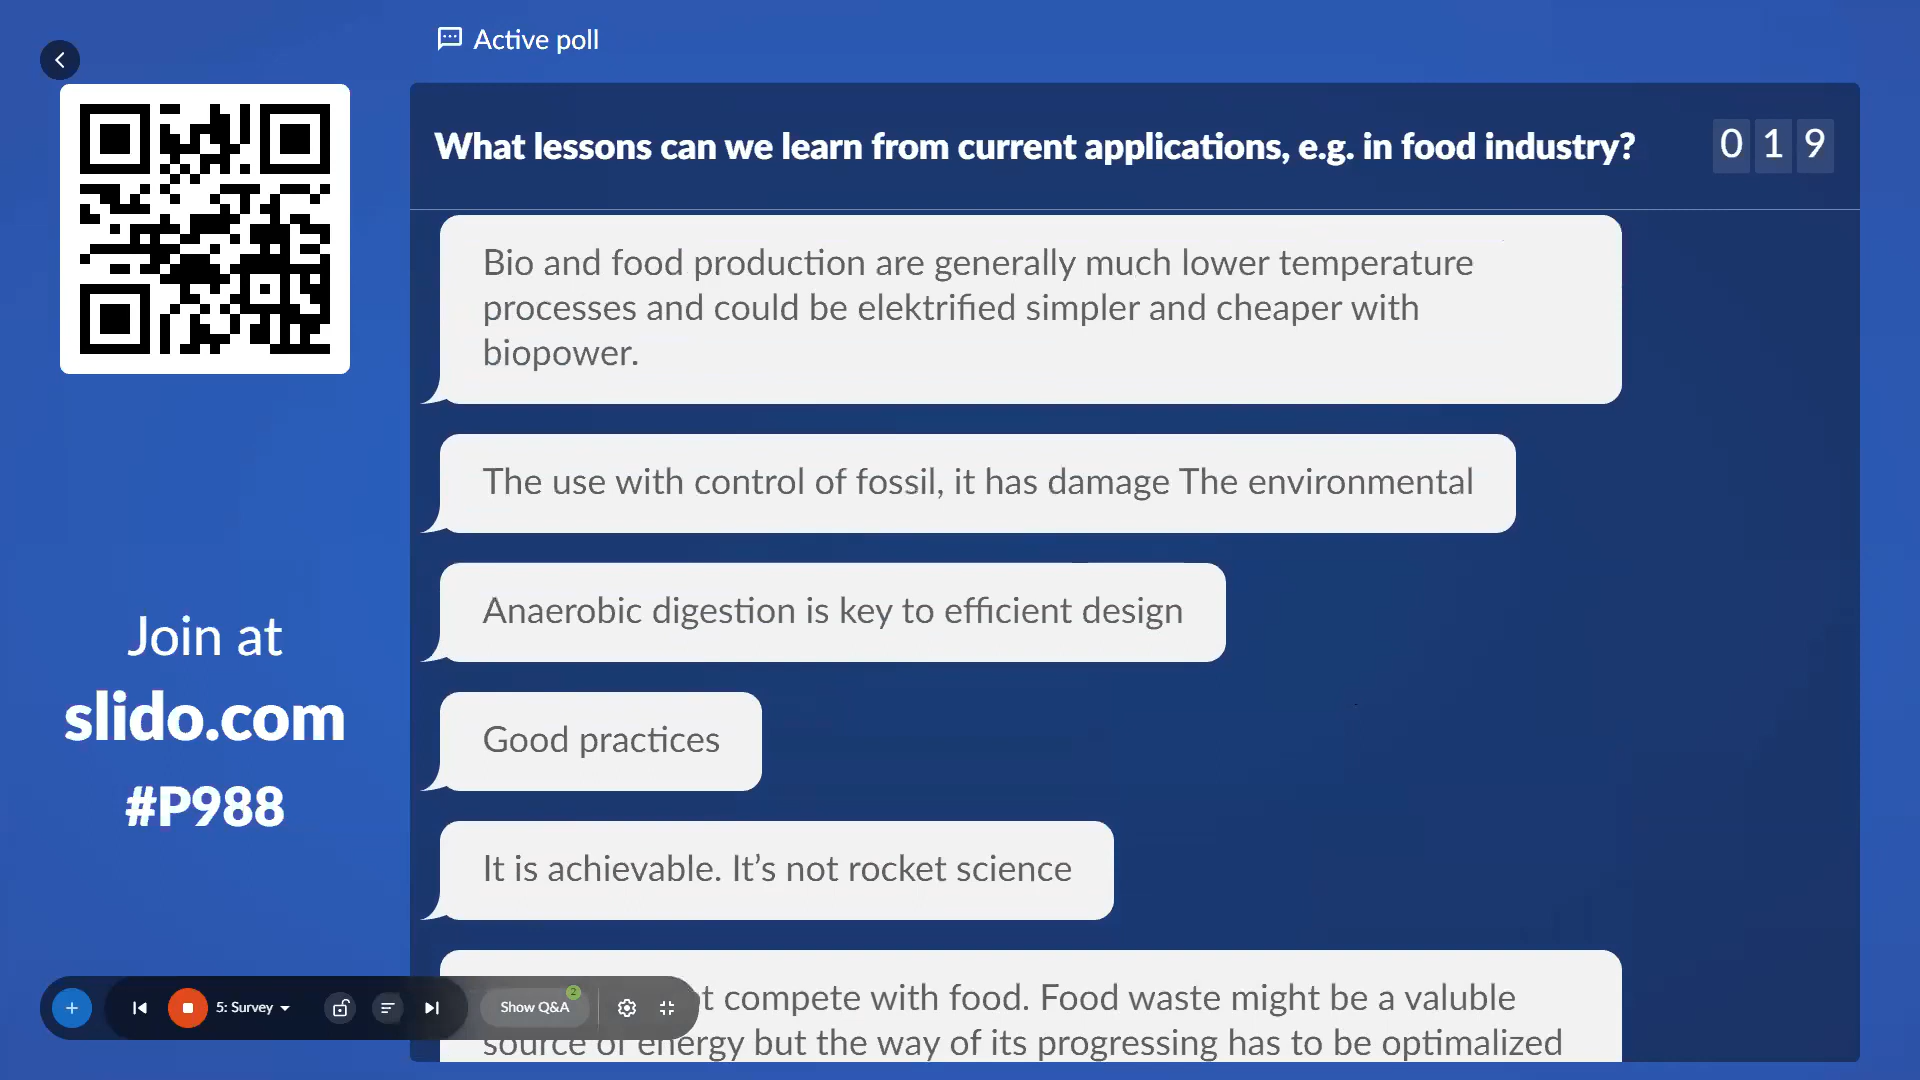 Active poll
What lessons can we learn from current applications, e.g. in food industry?
019
Bio and food production are generally much lower temperature
processes and could be elektrified simpler and cheaper with
biopower.
The use with control of fossil, it has damage The environmental
Anaerobic digestion is key to efficient design
Good practices
It is achievable. It's not rocket science
compete with food. Food waste might be a valuble
source of energy but the way of its progressing has to be optimalized
Join at
slido.com
#P988
5: Survey
Show Q&A
2